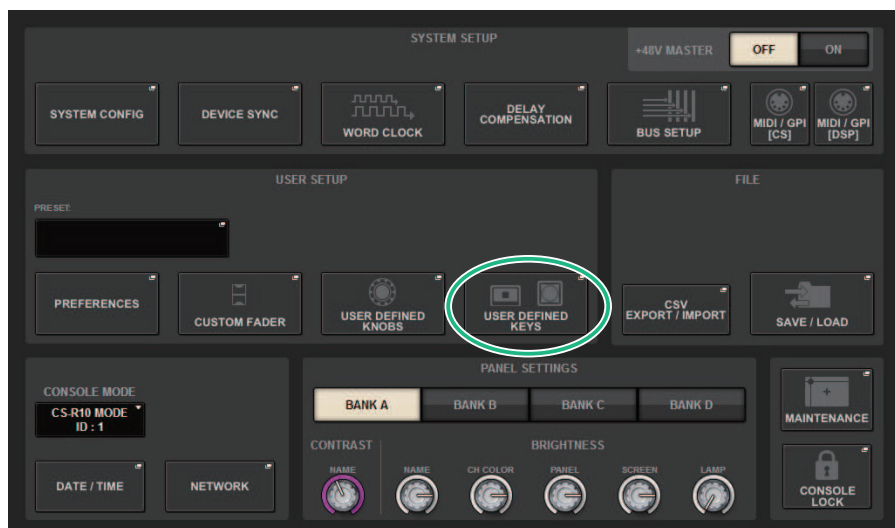 SYSTEM SETUP
+48V MASTER
OFF
ON
SYSTEM CONFIG
DEVICE SYNC
WORD CLOCK
DELAY
COMPENSATION
BUS SETUP
MIDI / GPI
[CS]
MIDI / GPI
[DSP]
USER SETUP
PRESET
PREFERENCES
CUSTOM FADER
USER DEFINED
KNOBS
USER DEFINED
KEYS
FILE
CSV
EXPORT / IMPORT
SAVE / LOAD
CONSOLE MODE
CS-R10 MODE
ID : 1
DATE / TIME
NETWORK
PANEL SETTINGS
BANK A
BANK B
BANK C
BANK D
CONTRAST
BRIGHTNESS
NAME
NAME
CH COLOR
PANEL
SCREEN
LAMP
MAINTENANCE
CONSOLE
LOCK